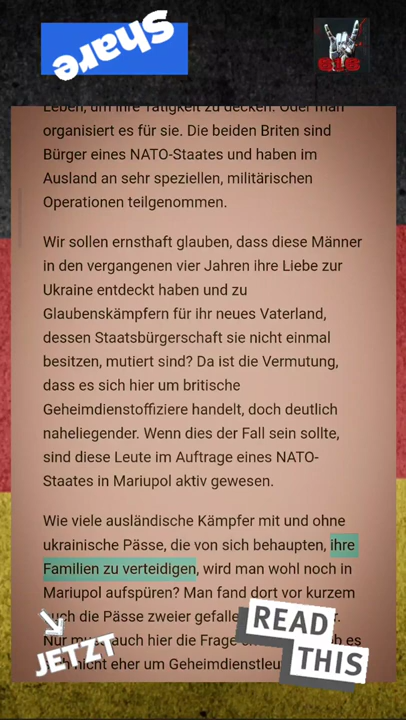 Share
Leben, um ihre Tätigkeit zu decken. Oder man
organisiert es für sie. Die beiden Briten sind
Bürger eines NATO-Staates und haben im
Ausland an sehr speziellen, militärischen
Operationen teilgenommen.
Wir sollen ernsthaft glauben, dass diese Männer
in den vergangenen vier Jahren ihre Liebe zur
Ukraine entdeckt haben und zu
Glaubenskämpfern für ihr neues Vaterland,
dessen Staatsbürgerschaft sie nicht einmal
besitzen, mutiert sind? Da ist die Vermutung,
dass es sich hier um britische
Geheimdienstoffiziere handelt, doch deutlich
naheliegender. Wenn dies der Fall sein sollte,
sind diese Leute im Auftrage eines NATO-
Staates in Mariupol aktiv gewesen.
Wie viele ausländische Kämpfer mit und ohne
ukrainische Pässe, die von sich behaupten, ihre
Familien zu verteidigen, wird man wohl noch in
Mariupol aufspüren? Man fand dort vor kurzem
auch die Pässe zweier
Nur auch hier die Frage es
nicht eher um
JETZT
READ
THIS